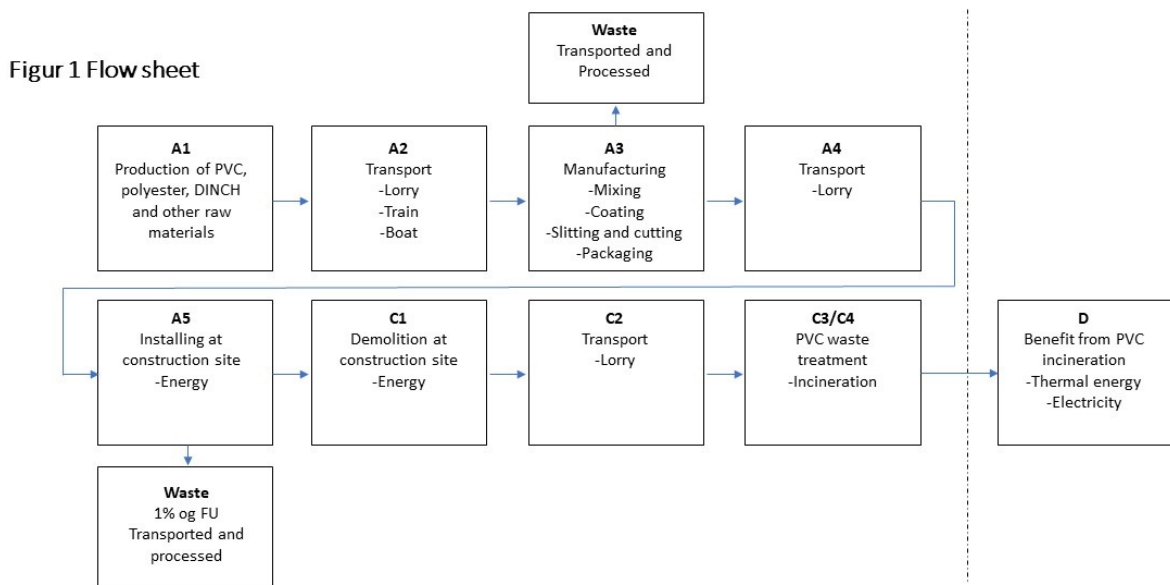 Figur 1 Flow sheet
Waste
Transported and
Processed
A1
Production of PVC,
polyester, DINCH
and other raw
materials
A2
Transport
-Lorry
-Train
-Boat
A3
Manufacturing
-Mixing
-Coating
-Slitting and cutting
-Packaging
A4
Transport
-Lorry
A5
Installing at
construction site
-Energy
C1
Demolition at
construction site
-Energy
C2
Transport
-Lorry
C3/C4
PVC waste
treatment
-Incineration
D
Benefit from PVC
incineration
-Thermal energy
-Electricity
Waste
1% og FU
Transported and
processed